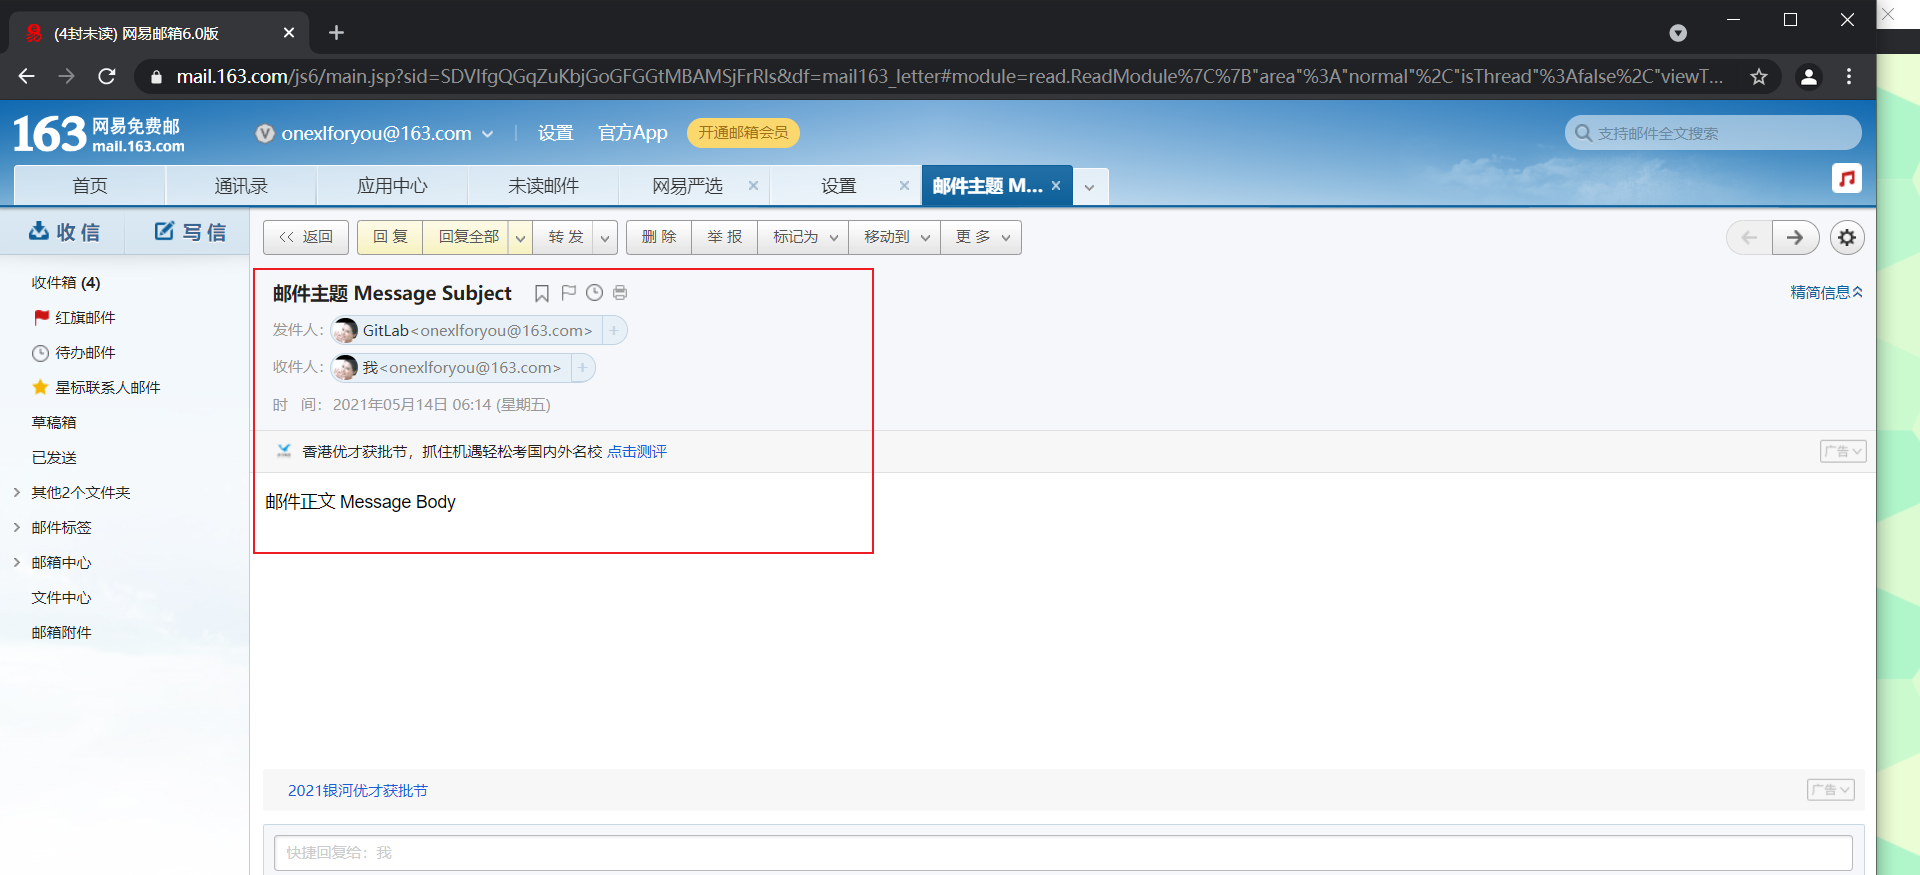 (4封未读) 网易邮箱6.0版
mail.163.com/js6/main.jsp?sid=SDVIfgQGqZuKbjGoGFGGtMBAMSjFrRls&df=mail163_letter#module=read.ReadModule%7C%7B"area"%3A"normal"%2C"isThread"%3Afalse%2C"viewT...
163 网易免费邮 mail.163.com
onexlforyou@163.com 设置 官方App 开通邮箱会员
支持邮件全文搜索
首页 通讯录 应用中心 未读邮件 网易严选 设置 邮件主题 M...
收信 写信
<< 返回 回复 回复全部 转发 删除 举报 标记为 移动到 更多
收件箱 (4)
红旗邮件
待办邮件
星标联系人邮件
草稿箱
已发送
其他2个文件夹
邮件标签
邮箱中心
文件中心
邮箱附件
邮件主题 Message Subject
精简信息
发件人: GitLab<onexlforyou@163.com> +
收件人: 我<onexlforyou@163.com> +
时 间: 2021年05月14日 06:14 (星期五)
香港优才获批节，抓住机遇轻松考国内外名校 点击测评
广告
邮件正文 Message Body
2021银河优才获批节
广告
快捷回复给：我